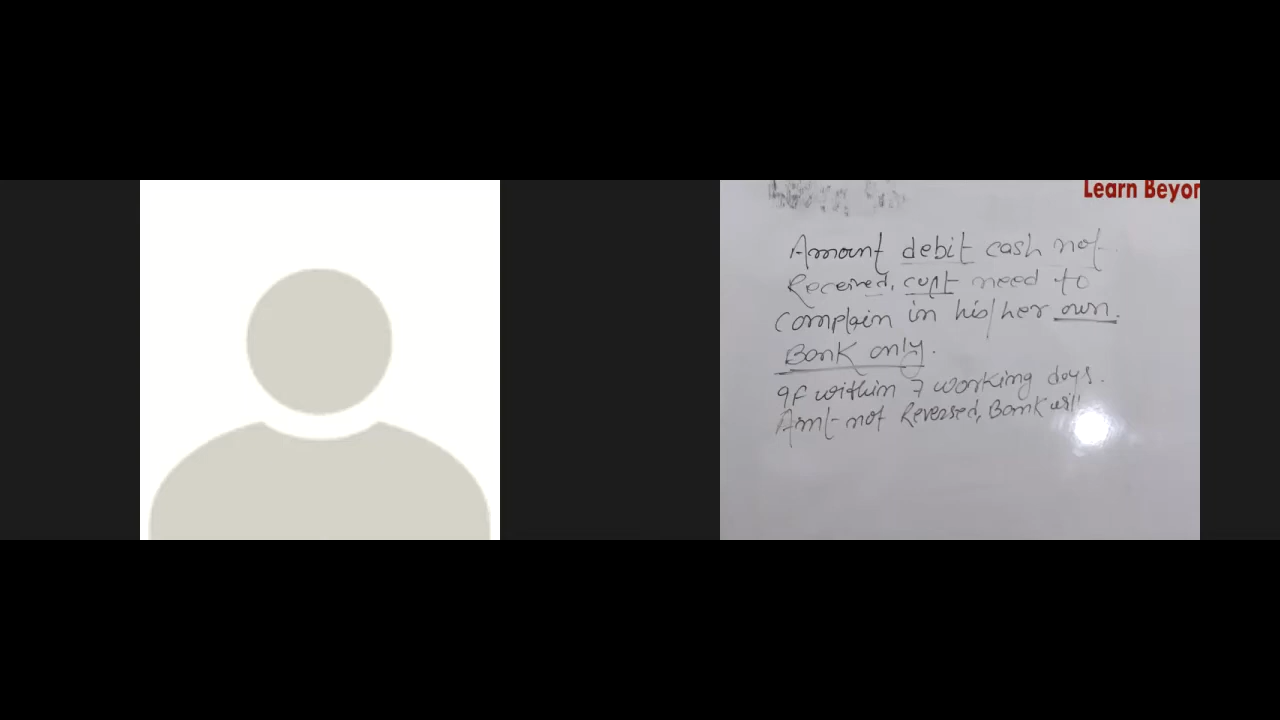 Learn Beyor
Amount debit cash not
Received, cust need to
complain in his/her own.
Bank only.
If within 7 working days.
Amt not Reversed, Bank will